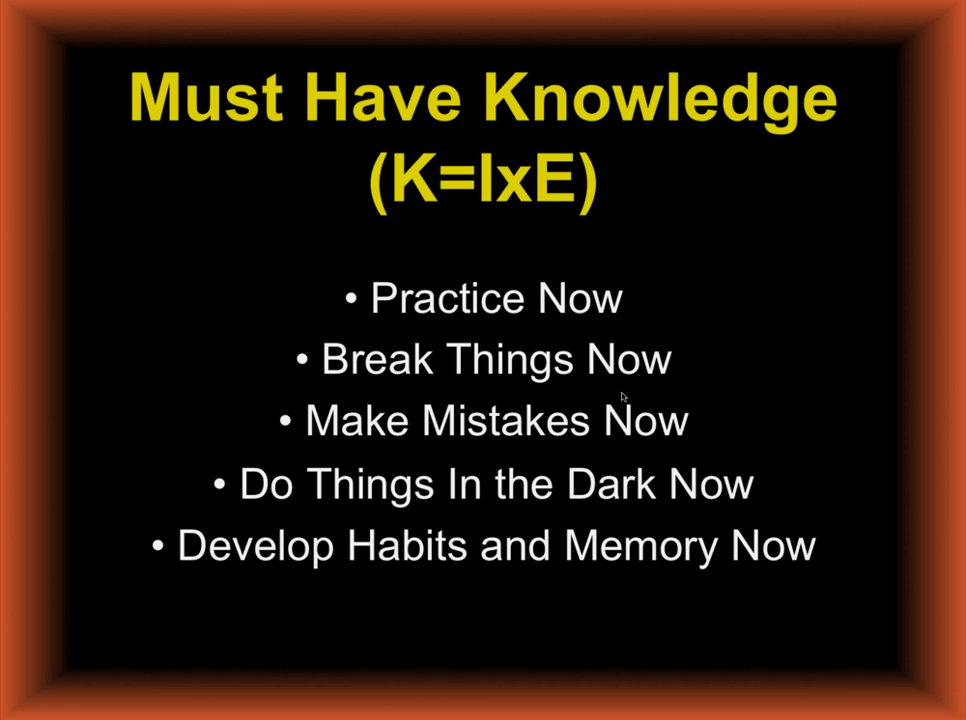 Must Have Knowledge
(K=IxE)
• Practice Now
• Break Things Now
• Make Mistakes Now
• Do Things In the Dark Now
• Develop Habits and Memory Now